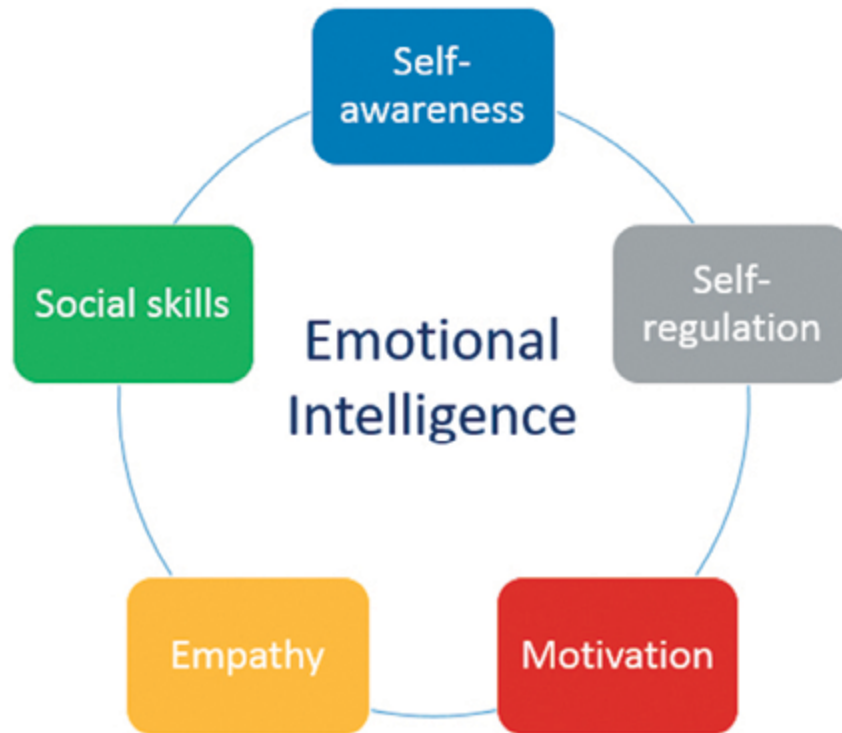 Self-
awareness
Social skills
Self-
regulation
Emotional
Intelligence
Empathy
Motivation